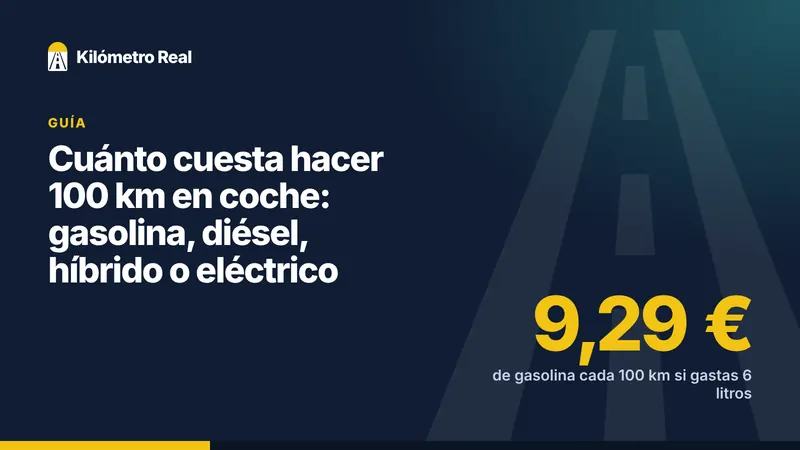 Kilómetro Real
GUÍA
Cuánto cuesta hacer
100 km en coche:
gasolina, diésel,
híbrido o eléctrico
9,29 €
de gasolina cada 100 km si gastas 6
litros